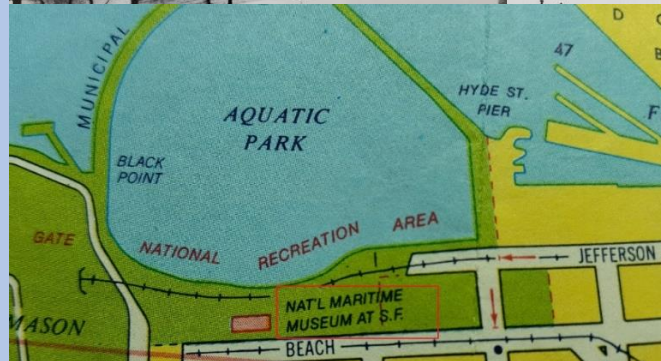 MUNICIPAL
D
47
AQUATIC
PARK
HYDE ST.
PIER
F
BLACK
POINT
GATE
NATIONAL RECREATION AREA
JEFFERSON
NAT'L MARITIME
MUSEUM AT S.F.
MASON
BEACH